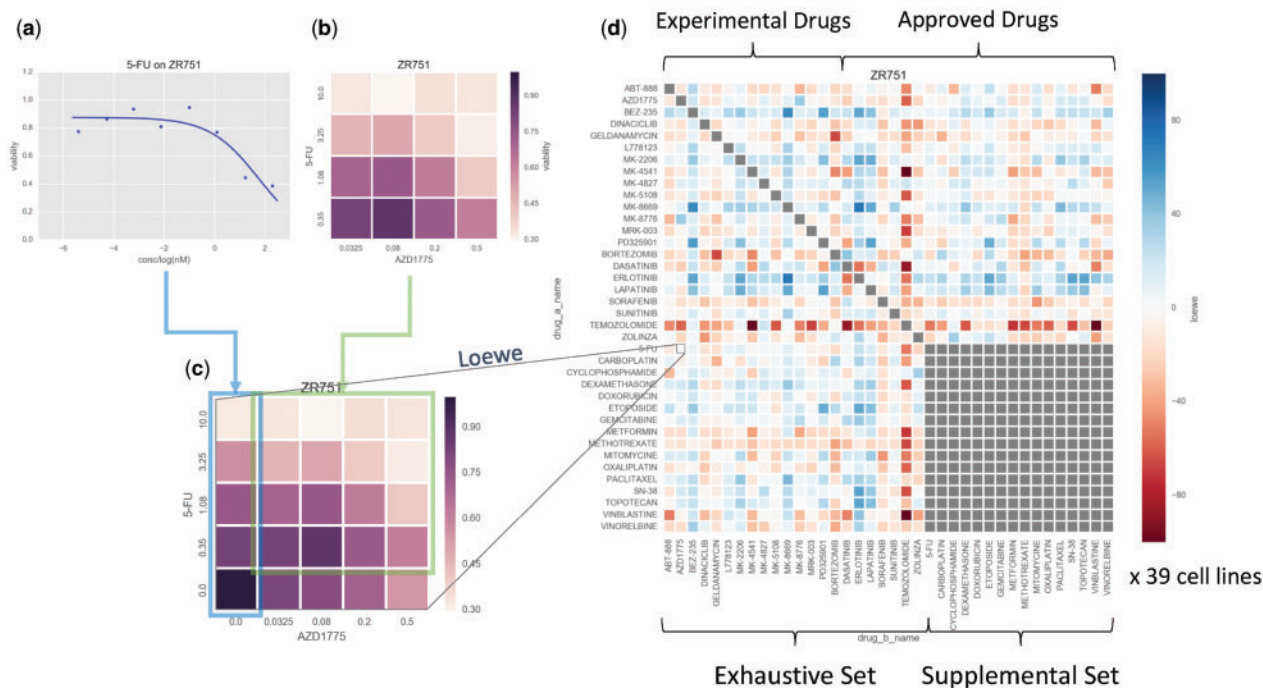 (a)
5-FU on ZR751
1.2
1.0
0.8
0.6
0.4
0.2
0.0
viability
−6
−4
−2
0
2
conc/log(nM)
(b)
ZR751
10.0
3.25
1.08
0.35
5-FU
0.0325
0.08
0.2
0.5
AZD1775
0.90
0.75
0.60
0.45
0.30
viability
(c)
ZR751
10.0
3.25
1.08
0.35
0.0
5-FU
0.0
0.0325
0.08
0.2
0.5
AZD1775
0.90
0.75
0.60
0.45
0.30
Loewe
(d)
Experimental Drugs
Approved Drugs
ZR751
drug_a_name
ABT-888
AZD1775
BEZ-235
DINACICLIB
GELDANAMYCIN
L778123
MK-2206
MK-4541
MK-4827
MK-5108
MK-8669
MK-8776
MRK-003
PD325901
BORTEZOMIB
DASATINIB
ERLOTINIB
LAPATINIB
SORAFENIB
SUNITINIB
TEMOZOLOMIDE
ZOLINZA
5-FU
CARBOPLATIN
CYCLOPHOSPHAMIDE
DEXAMETHASONE
DOXORUBICIN
ETOPOSIDE
GEMCITABINE
METFORMIN
METHOTREXATE
MITOMYCINE
OXALIPLATIN
PACLITAXEL
SN-38
TOPOTECAN
VINBLASTINE
VINORELBINE
ABT-888
AZD1775
BEZ-235
DINACICLIB
GELDANAMYCIN
L778123
MK-2206
MK-4541
MK-4827
MK-5108
MK-8669
MK-8776
MRK-003
PD325901
BORTEZOMIB
DASATINIB
ERLOTINIB
LAPATINIB
SORAFENIB
SUNITINIB
TEMOZOLOMIDE
ZOLINZA
5-FU
CARBOPLATIN
CYCLOPHOSPHAMIDE
DEXAMETHASONE
DOXORUBICIN
ETOPOSIDE
GEMCITABINE
METFORMIN
METHOTREXATE
MITOMYCINE
OXALIPLATIN
PACLITAXEL
SN-38
TOPOTECAN
VINBLASTINE
VINORELBINE
drug_b_name
80
40
0
−40
−80
loewe
x 39 cell lines
Exhaustive Set
Supplemental Set